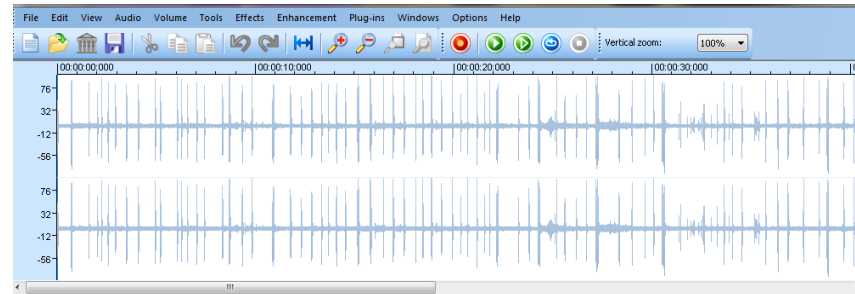 File Edit View Audio Volume Tools Effects Enhancement Plug-ins Windows Options Help
Vertical zoom: 100%
00:00:00;000 00:00:10;000 00:00:20;000 00:00:30;000
76
32
-12
-56
76
32
-12
-56